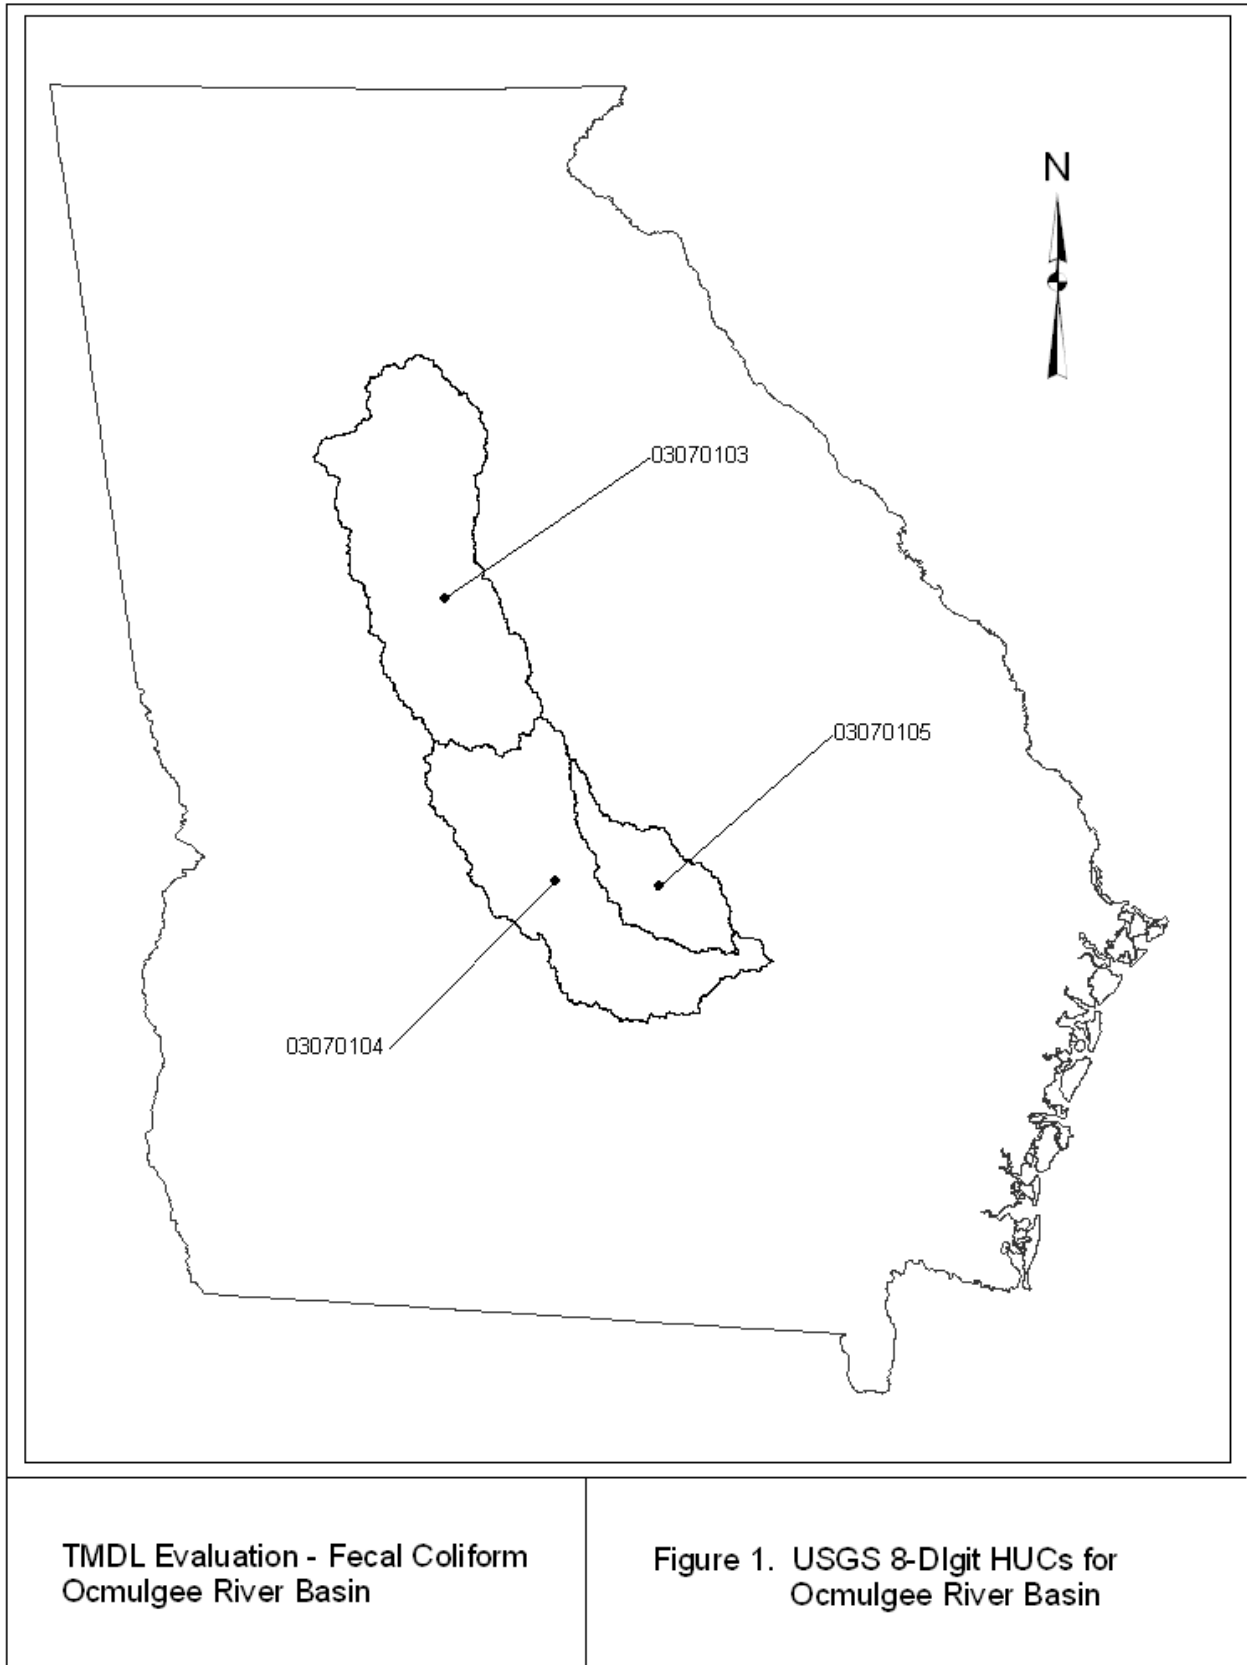 N
03070103
03070105
03070104
TMDL Evaluation - Fecal Coliform
Ocmulgee River Basin
Figure 1. USGS 8-DIgit HUCs for
Ocmulgee River Basin